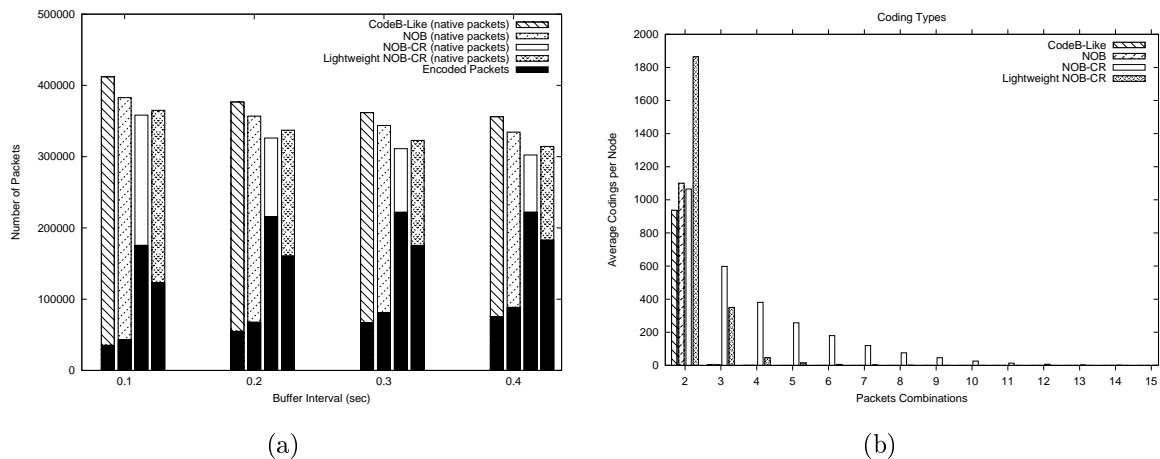 500000
400000
300000
200000
100000
0
Number of Packets
CodeB-Like (native packets)
NOB (native packets)
NOB-CR (native packets)
Lightweight NOB-CR (native packets)
Encoded Packets
0.1 0.2 0.3 0.4
Buffer Interval (sec)
(a)
Coding Types
2000
1800
1600
1400
1200
1000
800
600
400
200
0
Average Codings per Node
CodeB-Like
NOB
NOB-CR
Lightweight NOB-CR
2 3 4 5 6 7 8 9 10 11 12 13 14 15
Packets Combinations
(b)